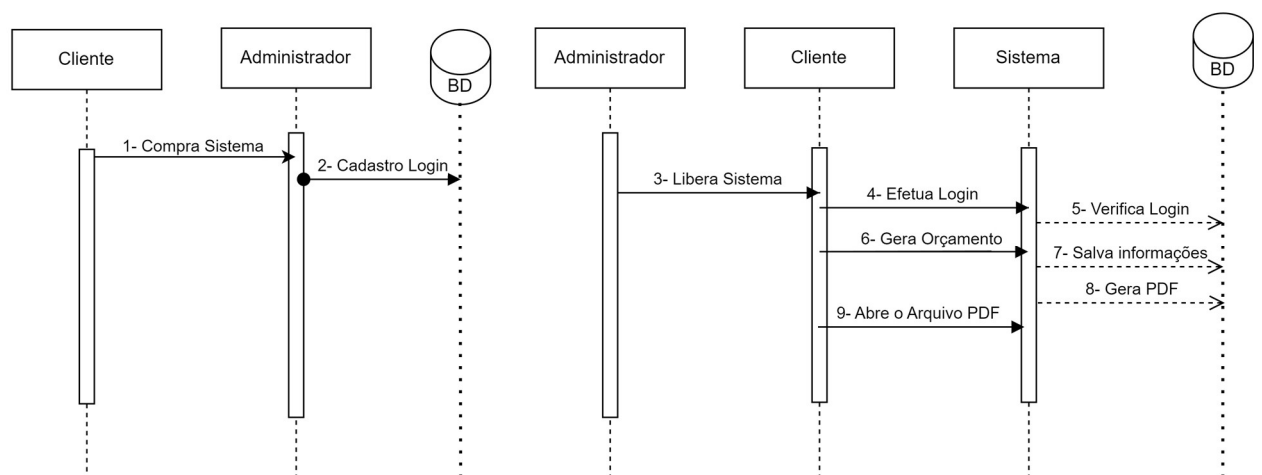 Cliente
Administrador
BD
Administrador
Cliente
Sistema
BD
1- Compra Sistema
2- Cadastro Login
3- Libera Sistema
4- Efetua Login
5- Verifica Login
6- Gera Orçamento
7- Salva informações
8- Gera PDF
9- Abre o Arquivo PDF